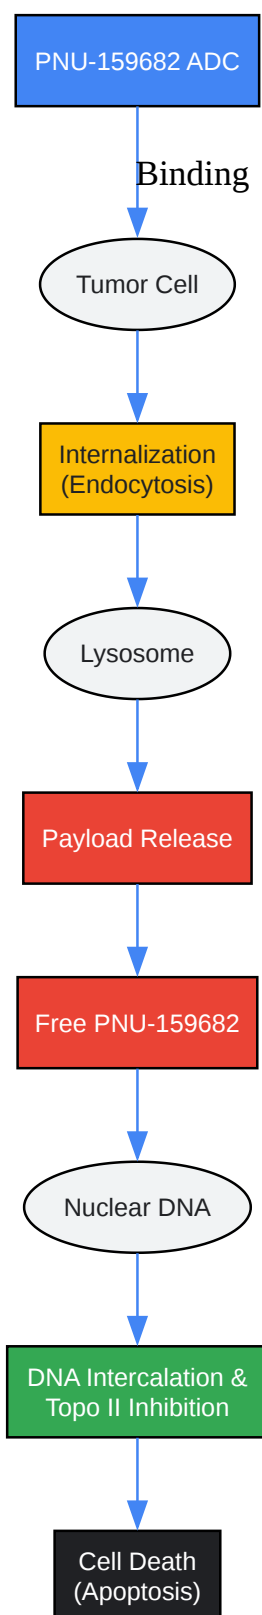 PNU-159682 ADC
Binding
Tumor Cell
Internalization
(Endocytosis)
Lysosome
Payload Release
Free PNU-159682
Nuclear DNA
DNA Intercalation &
Topo II Inhibition
Cell Death
(Apoptosis)